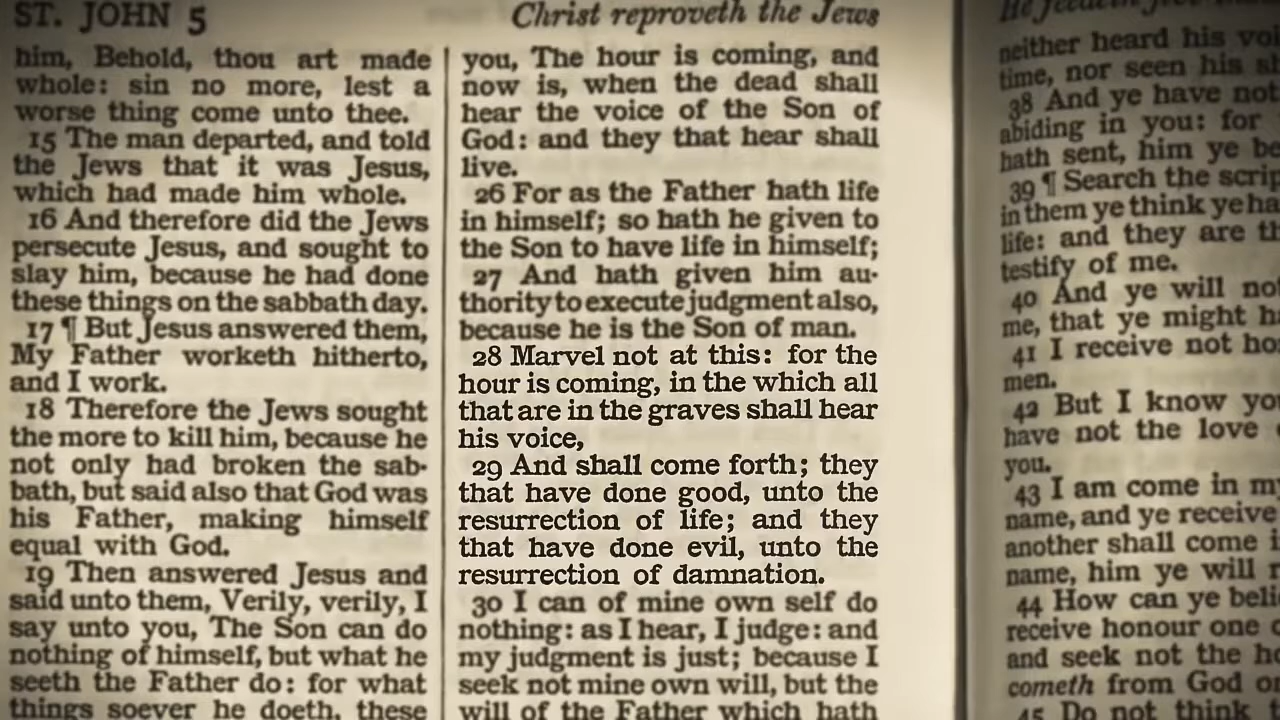 ST. JOHN 5
Christ reproveth the Jews
him, Behold, thou art made
whole: sin no more, lest a
worse thing come unto thee.
15 The man departed, and told
the Jews that it was Jesus,
which had made him whole.
16 And therefore did the Jews
persecute Jesus, and sought to
slay him, because he had done
these things on the sabbath day.
17 ¶ But Jesus answered them,
My Father worketh hitherto,
and I work.
18 Therefore the Jews sought
the more to kill him, because he
not only had broken the sab-
bath, but said also that God was
his Father, making himself
equal with God.
19 Then answered Jesus and
said unto them, Verily, verily, I
say unto you, The Son can do
nothing of himself, but what he
seeth the Father do: for what
things soever he doeth, these
you, The hour is coming, and
now is, when the dead shall
hear the voice of the Son of
God: and they that hear shall
live.
26 For as the Father hath life
in himself; so hath he given to
the Son to have life in himself;
27 And hath given him au-
thority to execute judgment also,
because he is the Son of man.
28 Marvel not at this: for the
hour is coming, in the which all
that are in the graves shall hear
his voice,
29 And shall come forth; they
that have done good, unto the
resurrection of life; and they
that have done evil, unto the
resurrection of damnation.
30 I can of mine own self do
nothing: as I hear, I judge: and
my judgment is just; because I
seek not mine own will, but the
will of the Father which hath
He feedeth five
neither heard his
time, nor seen his
38 And ye have not
abiding in you: for
hath sent, him ye
39 ¶ Search the
in them ye think ye
life: and they are
testify of me.
40 And ye will
me, that ye might
41 I receive not
men.
42 But I know
have not the love
you.
43 I am come in
name, and ye receive
another shall come
name, him ye will
44 How can ye
receive honour one
and seek not the
cometh from God
45 Do not think